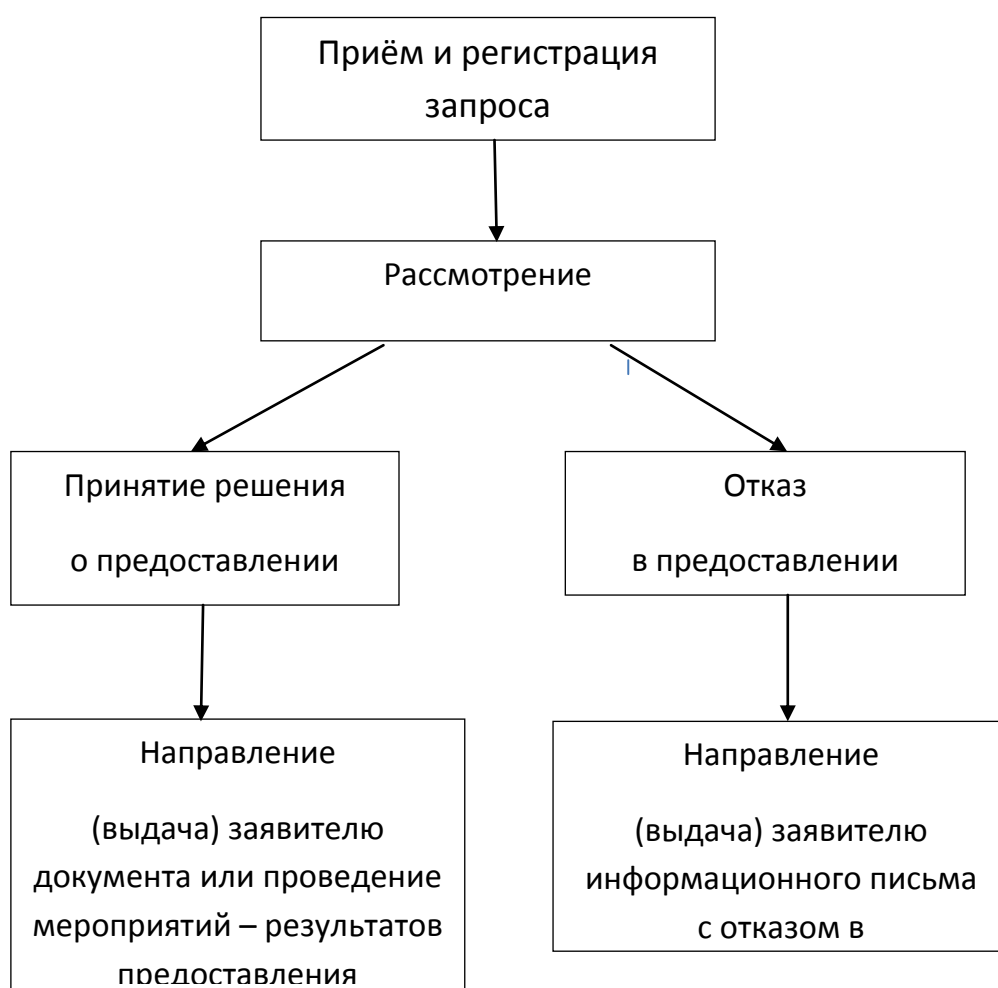 Приём и регистрация
запроса
Рассмотрение
Принятие решения
о предоставлении
Отказ
в предоставлении
Направление
(выдача) заявителю
документа или проведение
мероприятий – результатов
предоставления
Направление
(выдача) заявителю
информационного письма
с отказом в